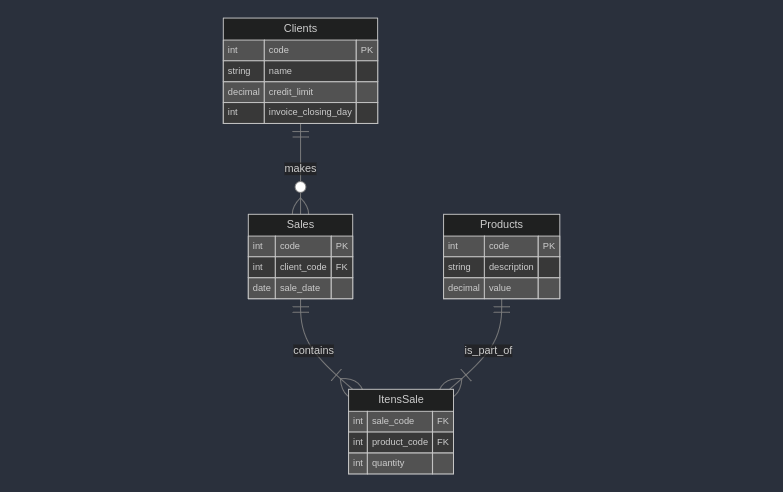 Clients
int code PK
string name
decimal credit_limit
int invoice_closing_day
makes
Sales
int code PK
int client_code FK
date sale_date
Products
int code PK
string description
decimal value
contains
is_part_of
ItensSale
int sale_code FK
int product_code FK
int quantity